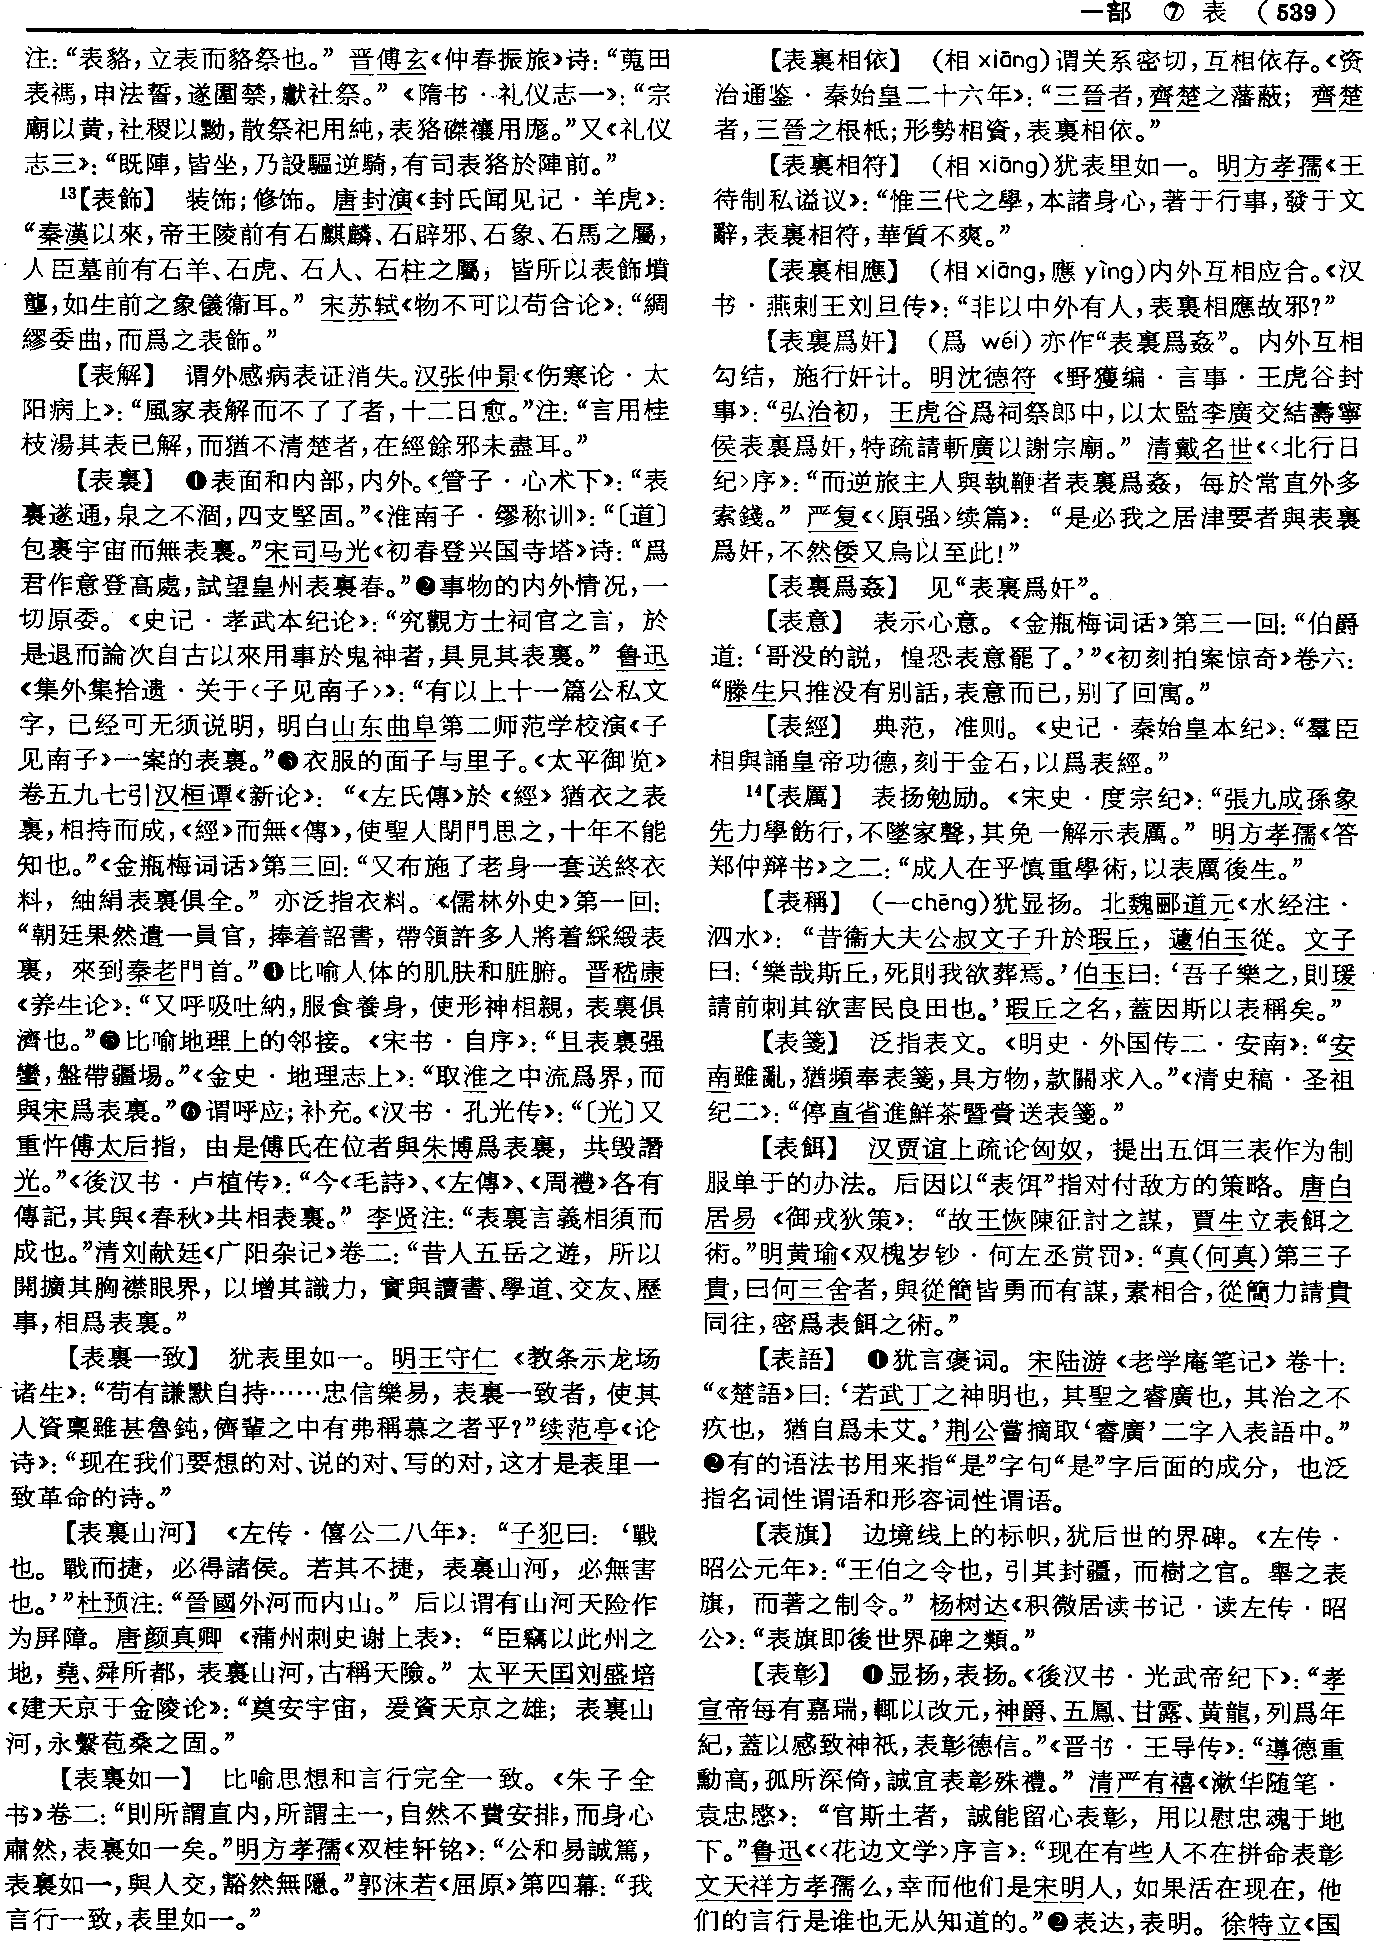 一部 ⑦ 表 （539）
注：“表貉，立表而貉祭也。” 晋傅玄《仲春振旅》诗：“蒐田
表禡，申法誓，遂圍禁，獻社祭。”《隋书·礼仪志一》：“宗
廟以黄，社稷以黝，散祭祀用純，表狢磔禳用厖。”又《礼仪
志三》：“既陣，皆坐，乃設驅逆騎，有司表狢於陣前。”
13【表飾】 装饰；修饰。唐封演《封氏闻见记·羊虎》：
“秦漢以來，帝王陵前有石麒麟、石辟邪、石象、石馬之屬，
人臣墓前有石羊、石虎、石人、石柱之屬；皆所以表飾墳
壟，如生前之象儀衞耳。” 宋苏轼《物不可以苟合论》：“綢
繆委曲，而爲之表飾。”
【表解】 谓外感病表证消失。汉张仲景《伤寒论·太
阳病上》：“風家表解而不了了者，十二日愈。”注：“言用桂
枝湯其表已解，而猶不清楚者，在經餘邪未盡耳。”
【表裏】 ❶表面和内部，内外。《管子·心术下》：“表
裏遂通，泉之不涸，四支堅固。”《淮南子·缪称训》：“〔道〕
包裹宇宙而無表裏。”宋司马光《初春登兴国寺塔》诗：“爲
君作意登高處，試望皇州表裏春。”❷事物的内外情况，一
切原委。《史记·孝武本纪论》：“究觀方士祠官之言，於
是退而論次自古以來用事於鬼神者，具見其表裏。” 鲁迅
《集外集拾遗·关于〈子见南子〉》：“有以上十一篇公私文
字，已经可无须说明，明白山东曲阜第二师范学校演《子
见南子》一案的表裏。”❸衣服的面子与里子。《太平御览》
卷五九七引汉桓谭《新论》：“《左氏傳》於《經》猶衣之表
裏，相持而成，《經》而無《傳》，使聖人閉門思之，十年不能
知也。”《金瓶梅词话》第三回：“又布施了老身一套送終衣
料，紬絹表裏俱全。” 亦泛指衣料。《儒林外史》第一回：
“朝廷果然遣一員官，捧着詔書，帶領許多人將着綵緞表
裏，來到秦老門首。”❹比喻人体的肌肤和脏腑。晋嵇康
《养生论》：“又呼吸吐納，服食養身，使形神相親，表裏俱
濟也。”❺比喻地理上的邻接。《宋书·自序》：“且表裏强
蠻，盤帶疆埸。”《金史·地理志上》：“取淮之中流爲界，而
與宋爲表裏。”❻谓呼应；补充。《汉书·孔光传》：“〔光〕又
重忤傅太后指，由是傅氏在位者與朱博爲表裏，共毁譖
光。”《後汉书·卢植传》：“今《毛詩》、《左傳》、《周禮》各有
傳記，其與《春秋》共相表裏。” 李贤注：“表裏言義相須而
成也。”清刘献廷《广阳杂记》卷二：“昔人五岳之遊，所以
開擴其胸襟眼界，以增其識力，實與讀書、學道、交友、歷
事，相爲表裏。”
【表裏一致】 犹表里如一。明王守仁《教条示龙场
诸生》：“苟有謙默自持……忠信樂易，表裏一致者，使其
人資稟雖甚魯鈍，儕輩之中有弗稱慕之者乎？”续范亭《论
诗》：“现在我们要想的对、说的对、写的对，这才是表里一
致革命的诗。”
【表裏山河】 《左传·僖公二八年》：“子犯曰：‘戰
也。戰而捷，必得諸侯。若其不捷，表裏山河，必無害
也。’”杜预注：“晉國外河而内山。” 后以谓有山河天险作
为屏障。唐颜真卿《蒲州刺史谢上表》：“臣竊以此州之
地，堯、舜所都，表裏山河，古稱天險。” 太平天国刘盛培
《建天京于金陵论》：“奠安宇宙，爰資天京之雄；表裏山
河，永繫苞桑之固。”
【表裏如一】 比喻思想和言行完全一致。《朱子全
书》卷二：“則所謂直内，所謂主一，自然不費安排，而身心
肅然，表裏如一矣。”明方孝孺《双桂轩铭》：“公和易誠篤，
表裏如一，與人交，豁然無隱。”郭沫若《屈原》第四幕：“我
言行一致，表里如一。”
【表裏相依】 （相 xiāng）谓关系密切，互相依存。《资
治通鉴·秦始皇二十六年》：“三晉者，齊楚之藩蔽；齊楚
者，三晉之根柢；形勢相資，表裏相依。”
【表裏相符】 （相 xiāng）犹表里如一。明方孝孺《王
待制私谥议》：“惟三代之學，本諸身心，著于行事，發于文
辭，表裏相符，華質不爽。”
【表裏相應】 （相 xiāng，應 yìng）内外互相应合。《汉
书·燕剌王刘旦传》：“非以中外有人，表裏相應故邪？”
【表裏爲奸】 （爲 wéi）亦作“表裏爲姦”。内外互相
勾结，施行奸计。明沈德符《野獲编·言事·王虎谷封
事》：“弘治初，王虎谷爲祠祭郎中，以太監李廣交結壽寧
侯表裏爲奸，特疏請斬廣以謝宗廟。” 清戴名世《〈北行日
纪〉序》：“而逆旅主人與執鞭者表裏爲姦，每於常直外多
索錢。” 严复《〈原强〉续篇》：“是必我之居津要者與表裏
爲奸，不然倭又烏以至此！”
【表裏爲姦】 见“表裏爲奸”。
【表意】 表示心意。《金瓶梅词话》第三一回：“伯爵
道：‘哥没的説，惶恐表意罷了。’”《初刻拍案惊奇》卷六：
“滕生只推没有别話，表意而已，别了回寓。”
【表經】 典范，准则。《史记·秦始皇本纪》：“羣臣
相與誦皇帝功德，刻于金石，以爲表經。”
14【表厲】 表扬勉励。《宋史·度宗纪》：“張九成孫象
先力學飭行，不墜家聲，其免一解示表厲。” 明方孝孺《答
郑仲辩书》之二：“成人在乎慎重學術，以表厲後生。”
【表稱】 （—chēng）犹显扬。北魏郦道元《水经注·
泗水》：“昔衞大夫公叔文子升於瑕丘，蘧伯玉從。文子
曰：‘樂哉斯丘，死則我欲葬焉。’伯玉曰：‘吾子樂之，則瑗
請前刺其欲害民良田也。’瑕丘之名，蓋因斯以表稱矣。”
【表箋】 泛指表文。《明史·外国传二·安南》：“安
南雖亂，猶頻奉表箋，具方物，款關求入。”《清史稿·圣祖
纪二》：“停直省進鮮茶暨賫送表箋。”
【表餌】 汉贾谊上疏论匈奴，提出五饵三表作为制
服单于的办法。后因以“表饵”指对付敌方的策略。唐白
居易《御戎狄策》：“故王恢陳征討之謀，賈生立表餌之
術。”明黄瑜《双槐岁钞·何左丞赏罚》：“真（何真）第三子
貴，曰何三舍者，與從簡皆勇而有謀，素相合，從簡力請貴
同往，密爲表餌之術。”
【表語】 ❶犹言褒词。宋陆游《老学庵笔记》卷十：
“《楚語》曰：‘若武丁之神明也，其聖之睿廣也，其治之不
疚也，猶自爲未艾。’荆公嘗摘取‘睿廣’二字入表語中。”
❷有的语法书用来指“是”字句“是”字后面的成分，也泛
指名词性谓语和形容词性谓语。
【表旗】 边境线上的标帜，犹后世的界碑。《左传·
昭公元年》：“王伯之令也，引其封疆，而樹之官。舉之表
旗，而著之制令。” 杨树达《积微居读书记·读左传·昭
公》：“表旗即後世界碑之類。”
【表彰】 ❶显扬，表扬。《後汉书·光武帝纪下》：“孝
宣帝每有嘉瑞，輒以改元，神爵、五鳳、甘露、黄龍，列爲年
紀，蓋以感致神祇，表彰德信。”《晋书·王导传》：“導德重
勳高，孤所深倚，誠宜表彰殊禮。” 清严有禧《漱华随笔·
袁忠愍》：“官斯土者，誠能留心表彰，用以慰忠魂于地
下。”鲁迅《〈花边文学〉序言》：“现在有些人不在拼命表彰
文天祥方孝孺么，幸而他们是宋明人，如果活在现在，他
们的言行是谁也无从知道的。”❷表达，表明。徐特立《国